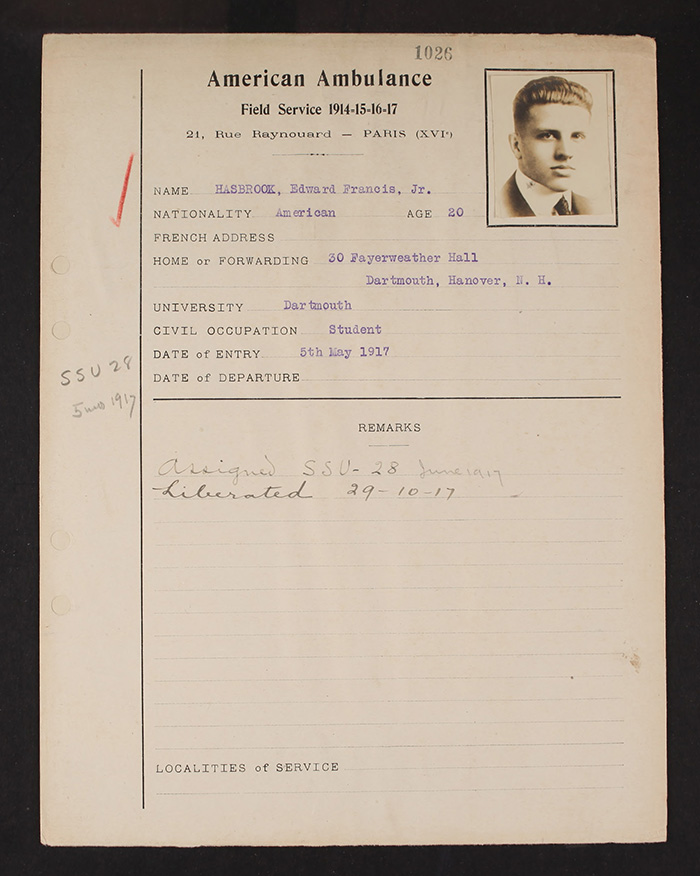 1026
American Ambulance
Field Service 1914-15-16-17
21, Rue Raynouard — PARIS (XVIᵉ)
NAME HASBROOK, Edward Francis, Jr.
NATIONALITY American AGE 20
FRENCH ADDRESS
HOME or FORWARDING 30 Fayerweather Hall
Dartmouth, Hanover, N. H.
UNIVERSITY Dartmouth
CIVIL OCCUPATION Student
DATE of ENTRY 5th May 1917
DATE of DEPARTURE
SSU 28
5 mos 1917
REMARKS
Assigned SSU-28 June 1917
Liberated 29-10-17
LOCALITIES of SERVICE